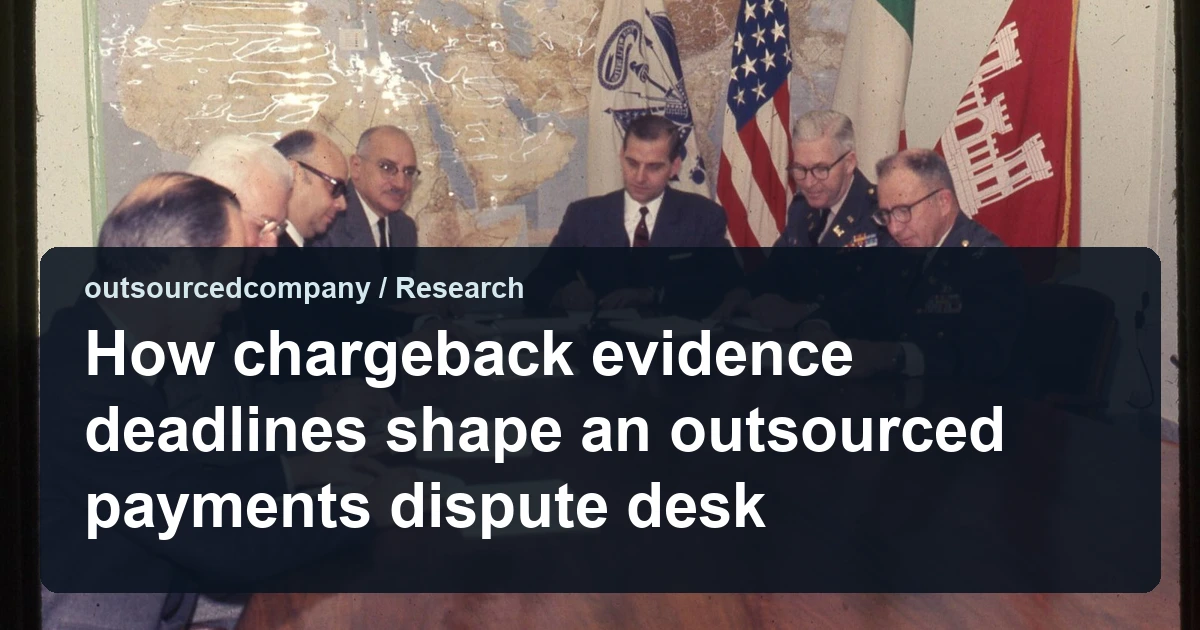 outsourcedcompany / Research
How chargeback evidence
deadlines shape an outsourced
payments dispute desk